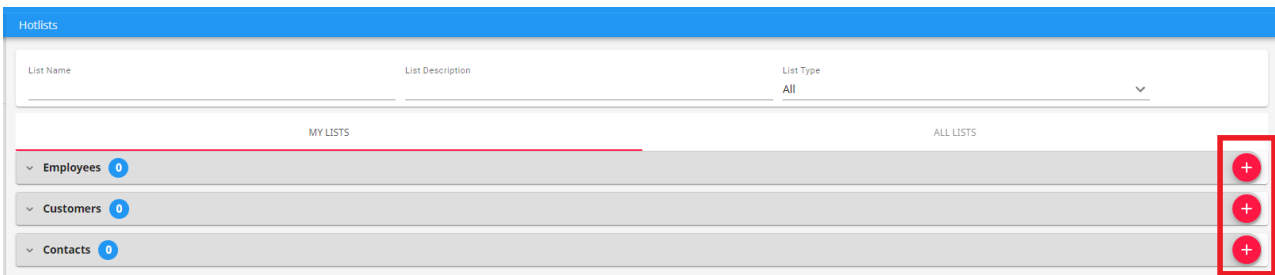 Hotlists
List Name List Description List Type
All
MY LISTS ALL LISTS
Employees 0
Customers 0
Contacts 0